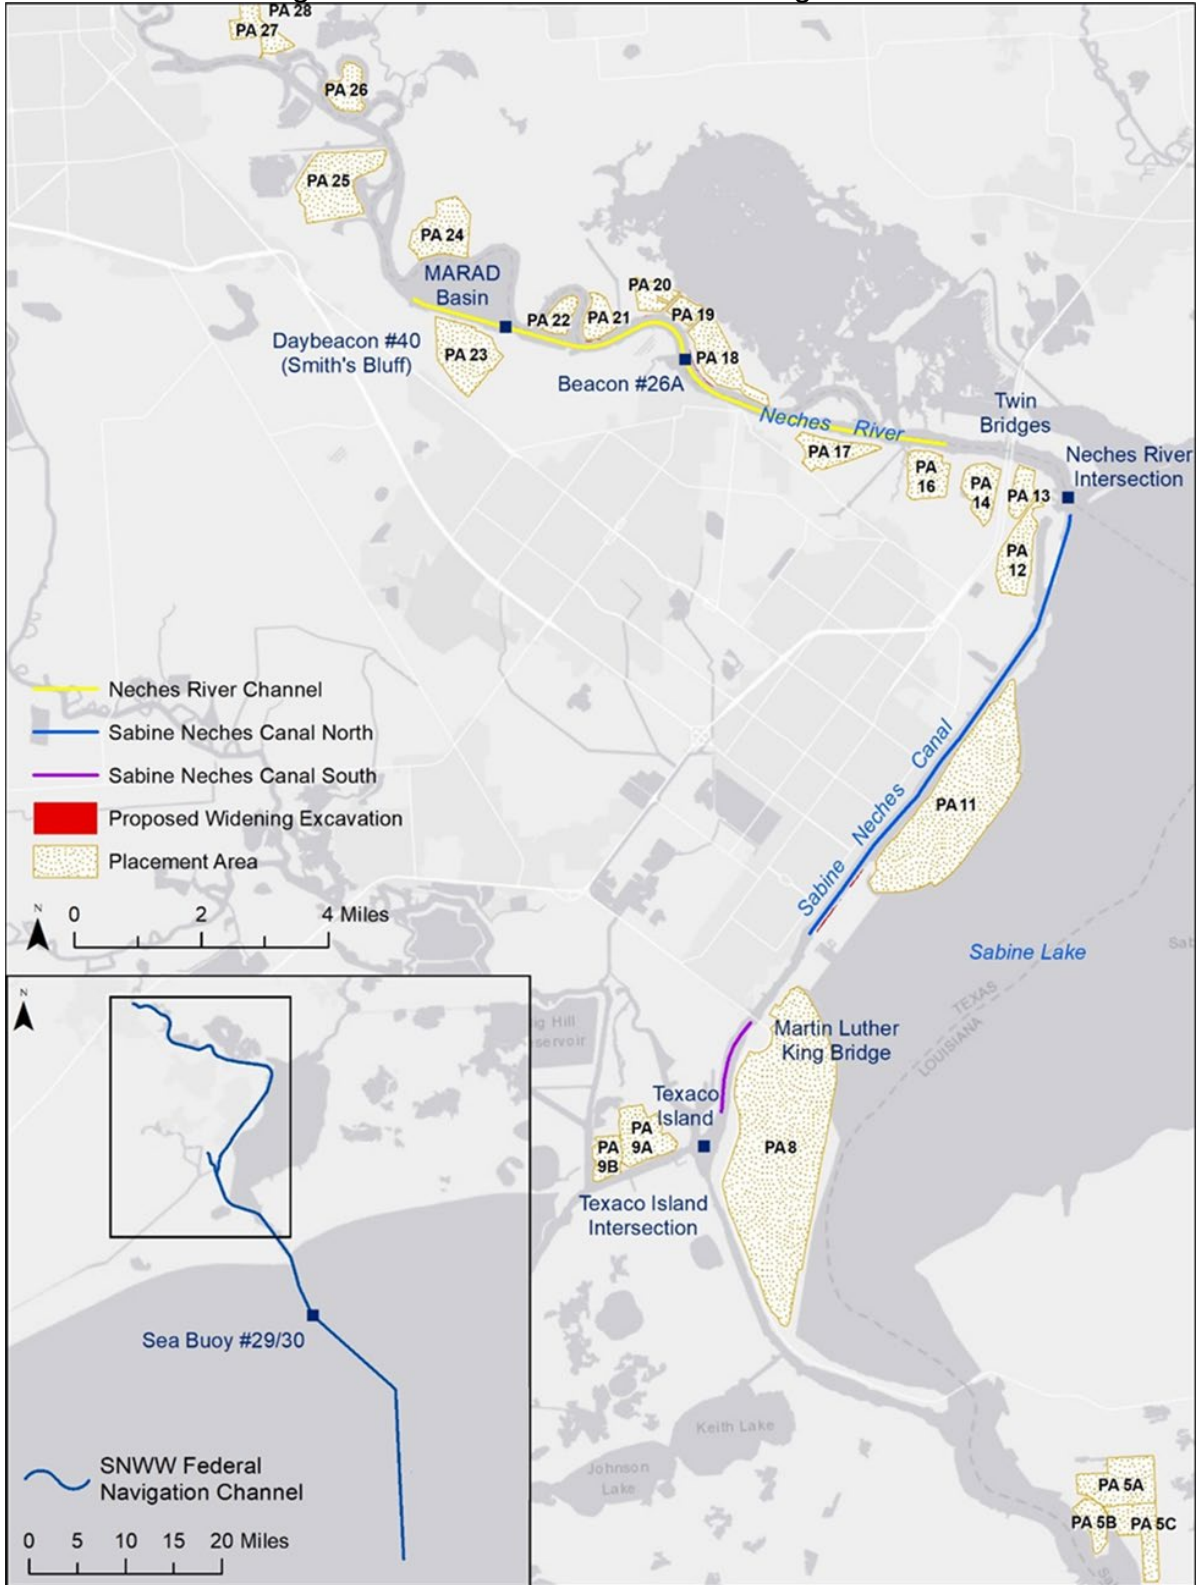 PA 28
PA 27
PA 26
PA 25
PA 24
MARAD
Basin
PA 20
PA 19
PA 22
PA 21
Daybeacon #40
(Smith's Bluff)
PA 23
PA 18
Beacon #26A
Neches River
Twin
Bridges
PA 17
Neches River
Intersection
PA
16
PA
14
PA 13
PA
12
Neches River Channel
Sabine Neches Canal North
Sabine Neches Canal South
Proposed Widening Excavation
Placement Area
N
0 2 4 Miles
Sabine Neches Canal
PA 11
Sabine Lake
TEXAS
LOUISIANA
Martin Luther
King Bridge
Texaco
Island
PA
9A
PA
9B
PA 8
Texaco Island
Intersection
Keith Lake
Johnson
Lake
PA 5A
PA 5B
PA 5C
N
Sea Buoy #29/30
SNWW Federal
Navigation Channel
0 5 10 15 20 Miles